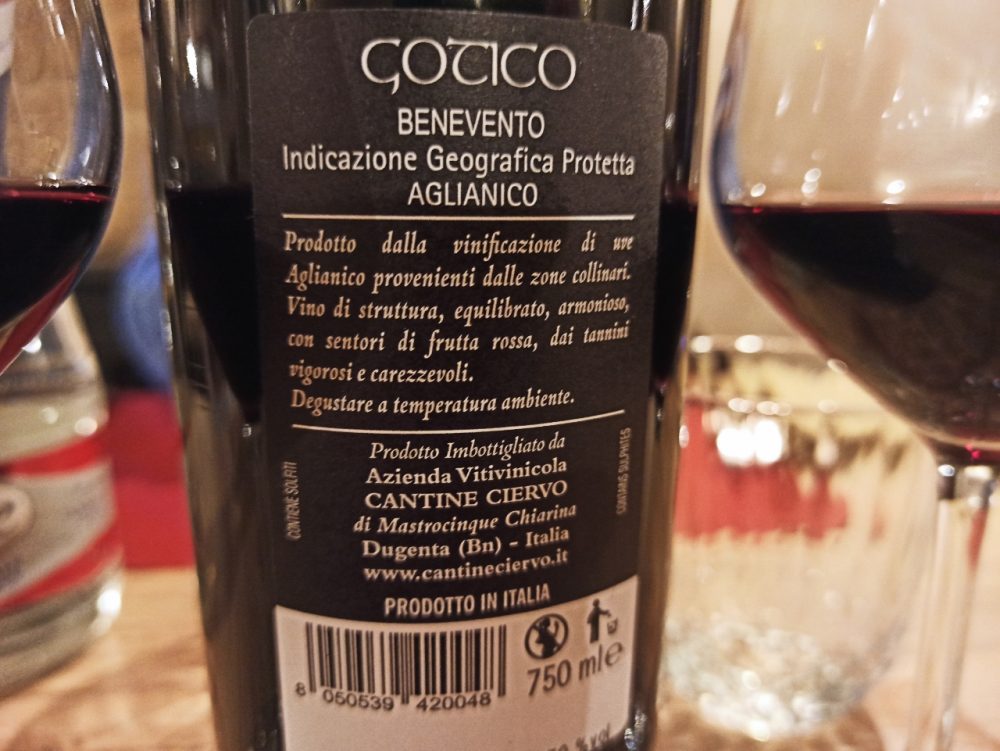 GOTICO
BENEVENTO
Indicazione Geografica Protetta
AGLIANICO
Prodotto dalla vinificazione di uve
Aglianico provenienti dalle zone collinari.
Vino di struttura, equilibrato, armonioso,
con sentori di frutta rossa, dai tannini
vigorosi e carezzevoli.
Degustare a temperatura ambiente.
CONTIENE SOLFITI
CONTAINS SULPHITES
Prodotto Imbottigliato da
Azienda Vitivinicola
CANTINE CIERVO
di Mastrocinque Chiarina
Dugenta (Bn) - Italia
www.cantineciervo.it
PRODOTTO IN ITALIA
8 050539 420048
750 ml e
% vol